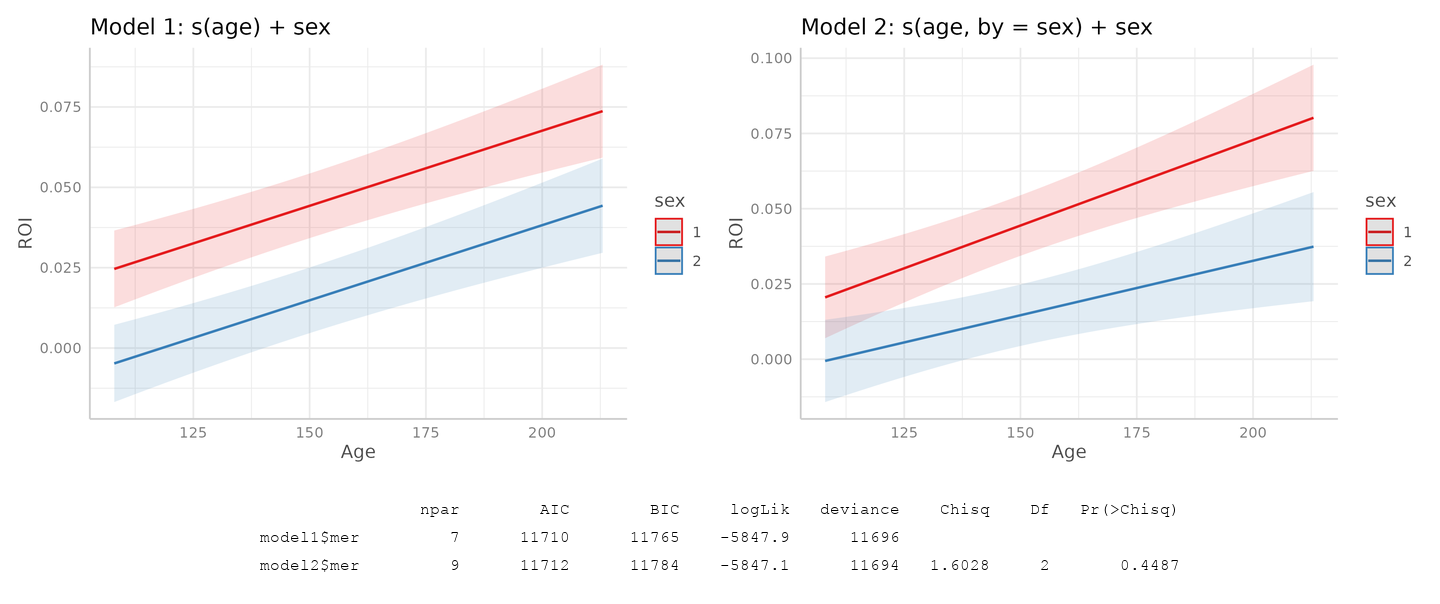 Model 1: s(age) + sex
0.075
0.050
0.025
0.000
ROI
125 150 175 200
Age
sex
1
2
Model 2: s(age, by = sex) + sex
0.100
0.075
0.050
0.025
0.000
ROI
125 150 175 200
Age
sex
1
2
npar AIC BIC logLik deviance Chisq Df Pr(>Chisq)
model1$mer 7 11710 11765 -5847.9 11696
model2$mer 9 11712 11784 -5847.1 11694 1.6028 2 0.4487